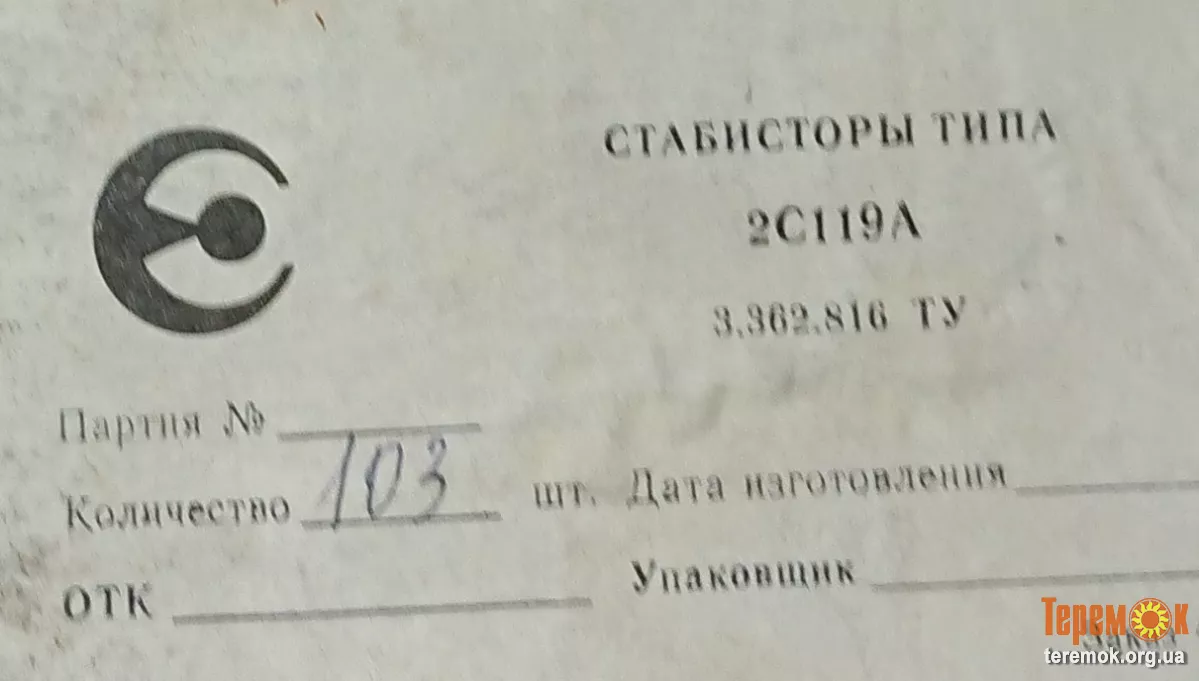 СТАБИСТОРЫ ТИПА
2С119А
3.362.816 ТУ
Партия №
Количество 103 шт. Дата изготовления
ОТК Упаковщик
Теремок
teremok.org.ua